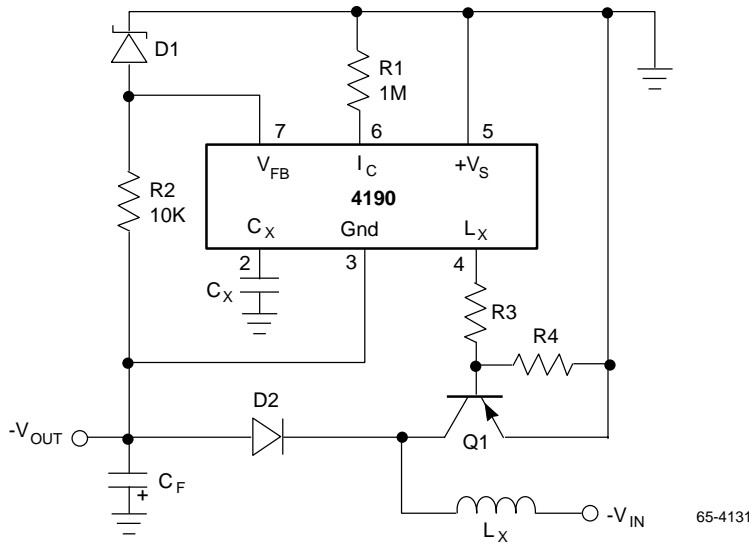 D1
R1
1M
7
6
5
V_FB
I_C
+V_S
4190
R2
10K
C_X
Gnd
L_X
2
3
4
C_X
R3
R4
D2
-V_OUT
Q1
C_F
+
-V_IN
L_X
65-4131